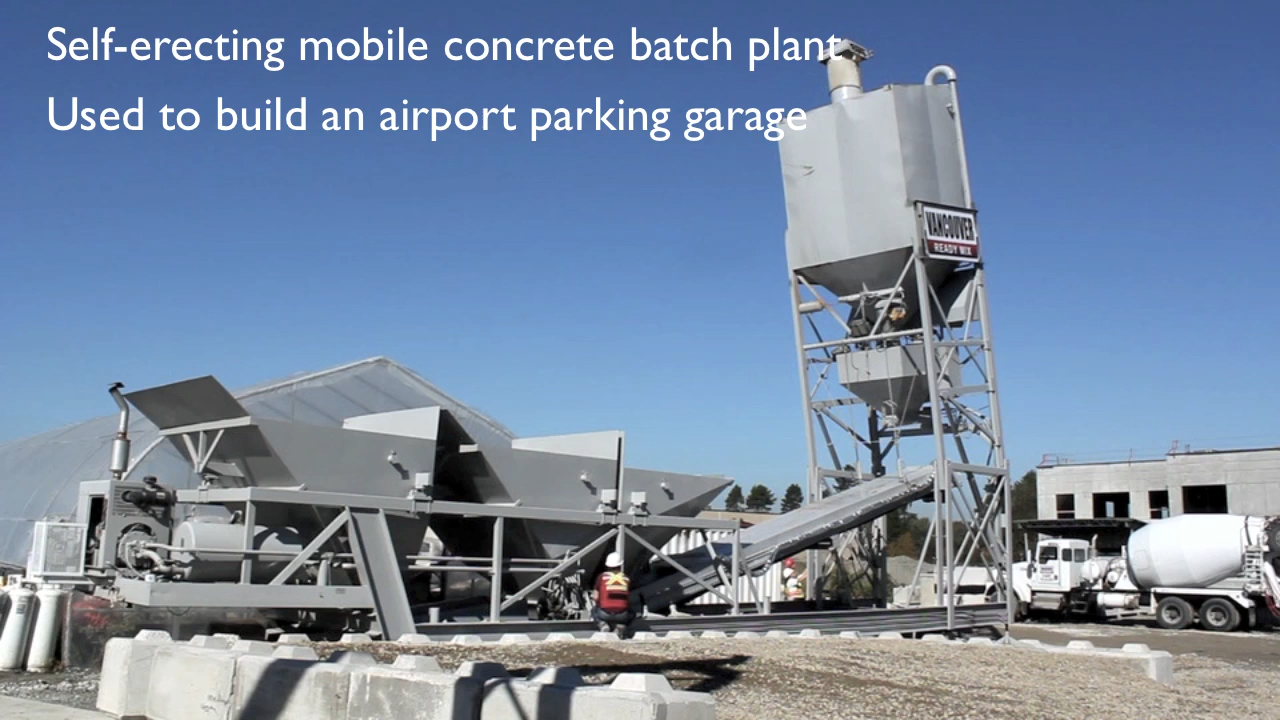 Self-erecting mobile concrete batch plant
Used to build an airport parking garage
VANCOUVER
READY MIX